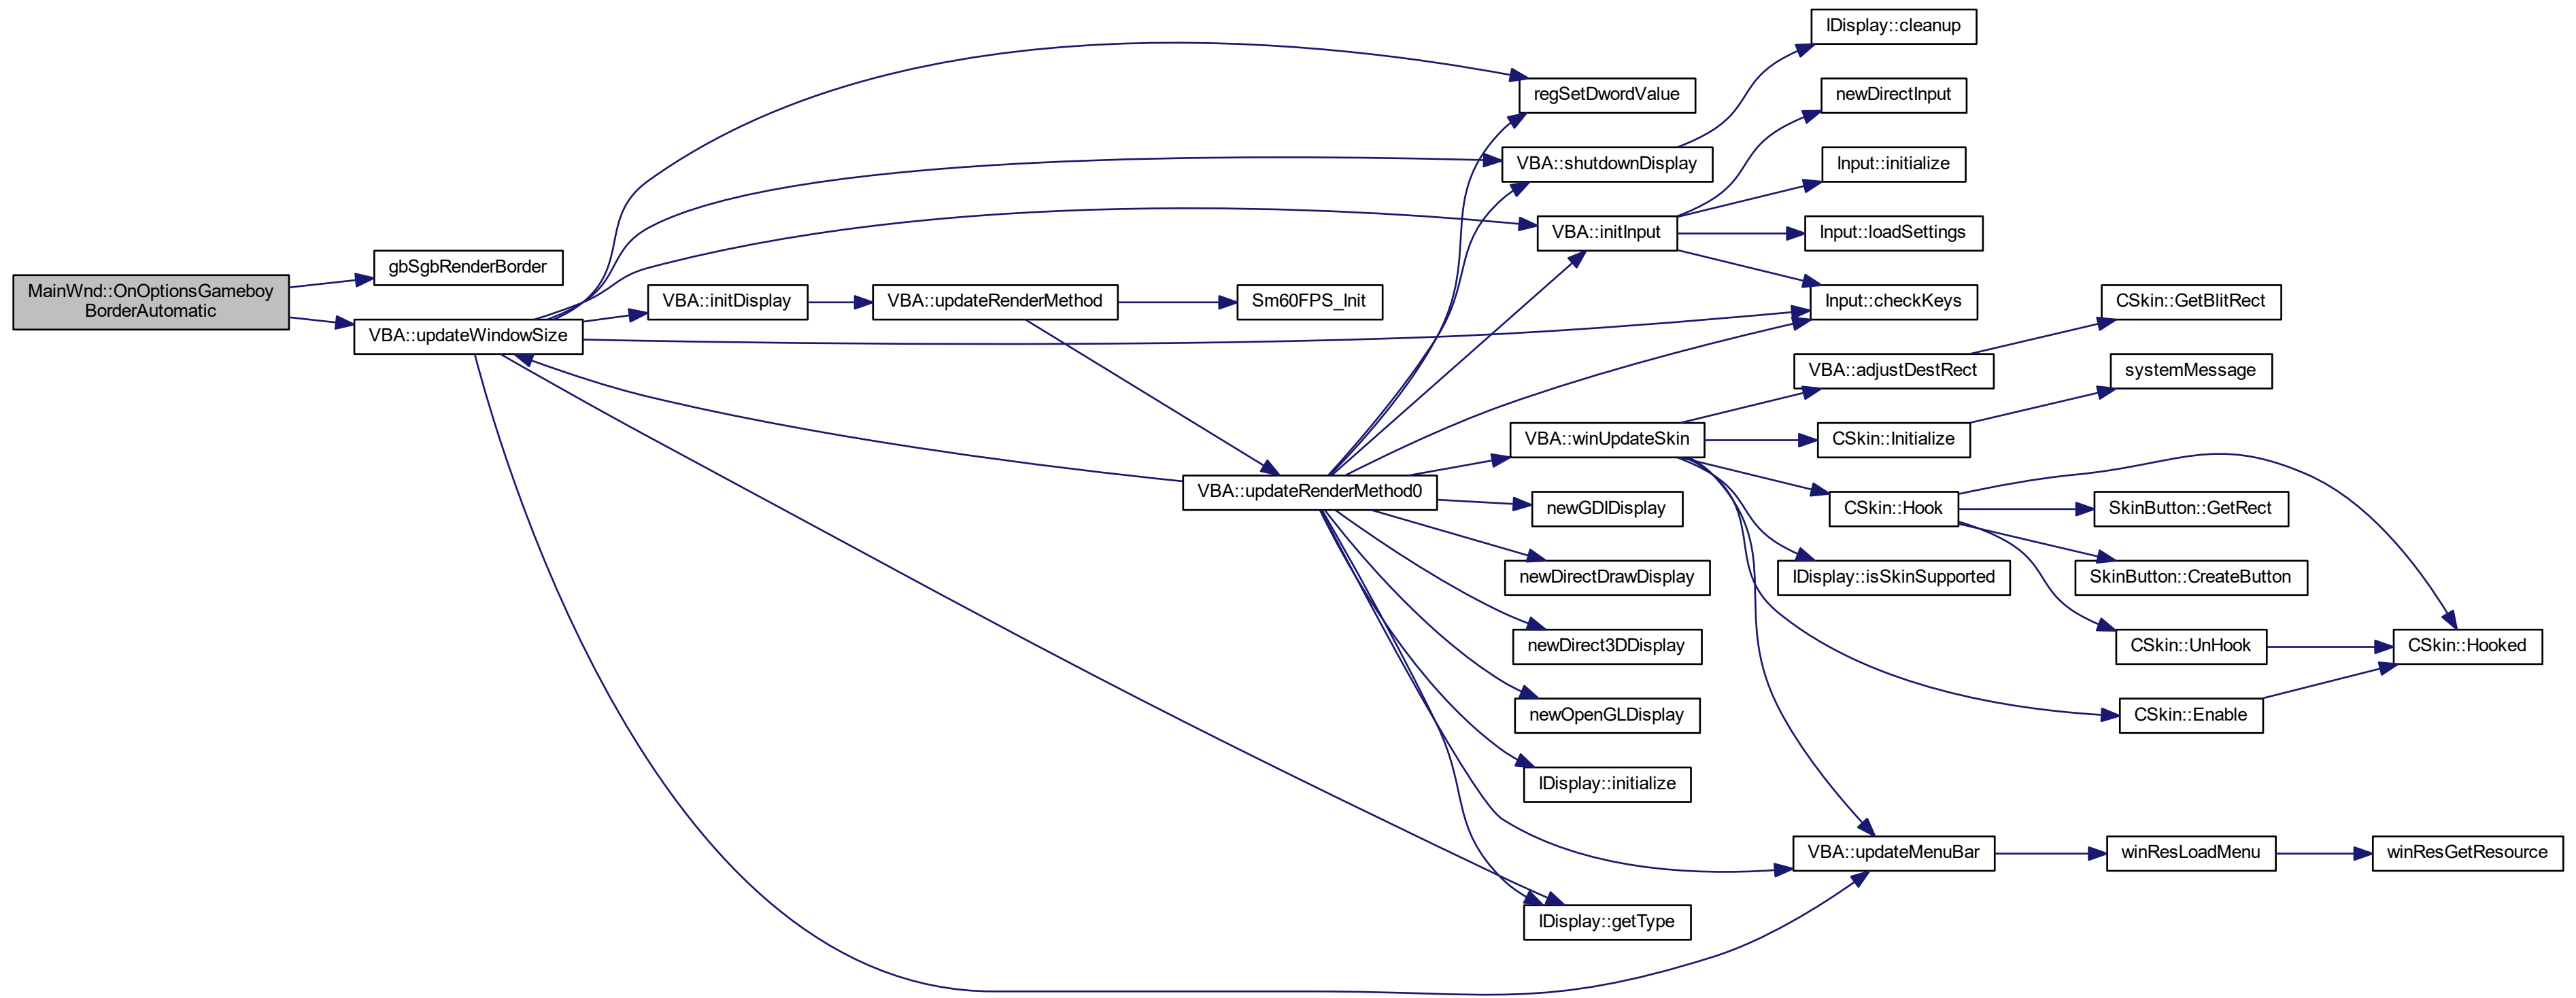 IDisplay::cleanup
newDirectInput
regSetDwordValue
VBA::shutdownDisplay
Input::initialize
VBA::initInput
Input::loadSettings
gbSgbRenderBorder
MainWnd::OnOptionsGameboy
BorderAutomatic
VBA::initDisplay
VBA::updateRenderMethod
Sm60FPS_Init
Input::checkKeys
CSkin::GetBlitRect
VBA::updateWindowSize
VBA::adjustDestRect
systemMessage
VBA::winUpdateSkin
CSkin::Initialize
VBA::updateRenderMethod0
newGDIDisplay
CSkin::Hook
SkinButton::GetRect
newDirectDrawDisplay
IDisplay::isSkinSupported
SkinButton::CreateButton
newDirect3DDisplay
CSkin::UnHook
CSkin::Hooked
newOpenGLDisplay
CSkin::Enable
IDisplay::initialize
VBA::updateMenuBar
winResLoadMenu
winResGetResource
IDisplay::getType